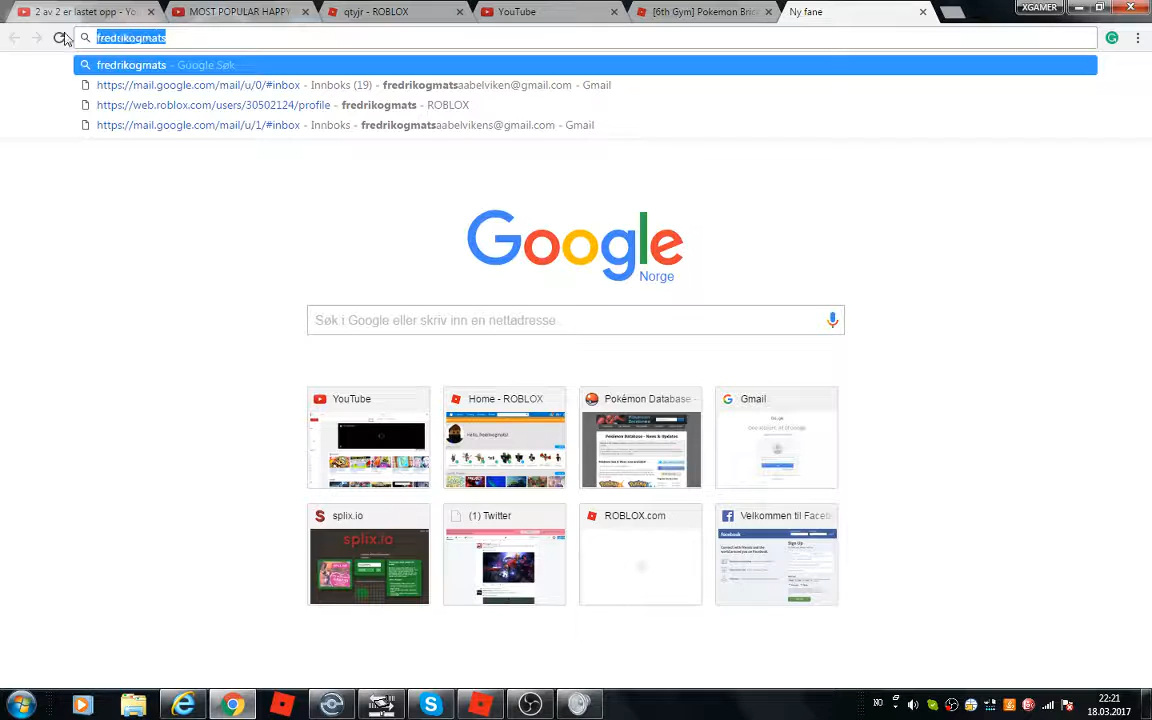 2 av 2 er lastet opp - Yo
MOST POPULAR HAPPY
qtyjr - ROBLOX
YouTube
[6th Gym] Pokemon Bric
Ny fane
XGAMER
fredrikogmats
fredrikogmats - Google Søk
https://mail.google.com/mail/u/0/#inbox - Innboks (19) - fredrikogmatsaabelviken@gmail.com - Gmail
https://web.roblox.com/users/30502124/profile - fredrikogmats - ROBLOX
https://mail.google.com/mail/u/1/#inbox - Innboks - fredrikogmatsaabelvikens@gmail.com - Gmail
Google
Norge
Søk i Google eller skriv inn en nettadresse
YouTube
Home - ROBLOX
Pokémon Database -
Gmail
splix.io
(1) Twitter
ROBLOX.com
Velkommen til Faceb
splix.io
facebook
Sign Up
NO
22:21
18.03.2017